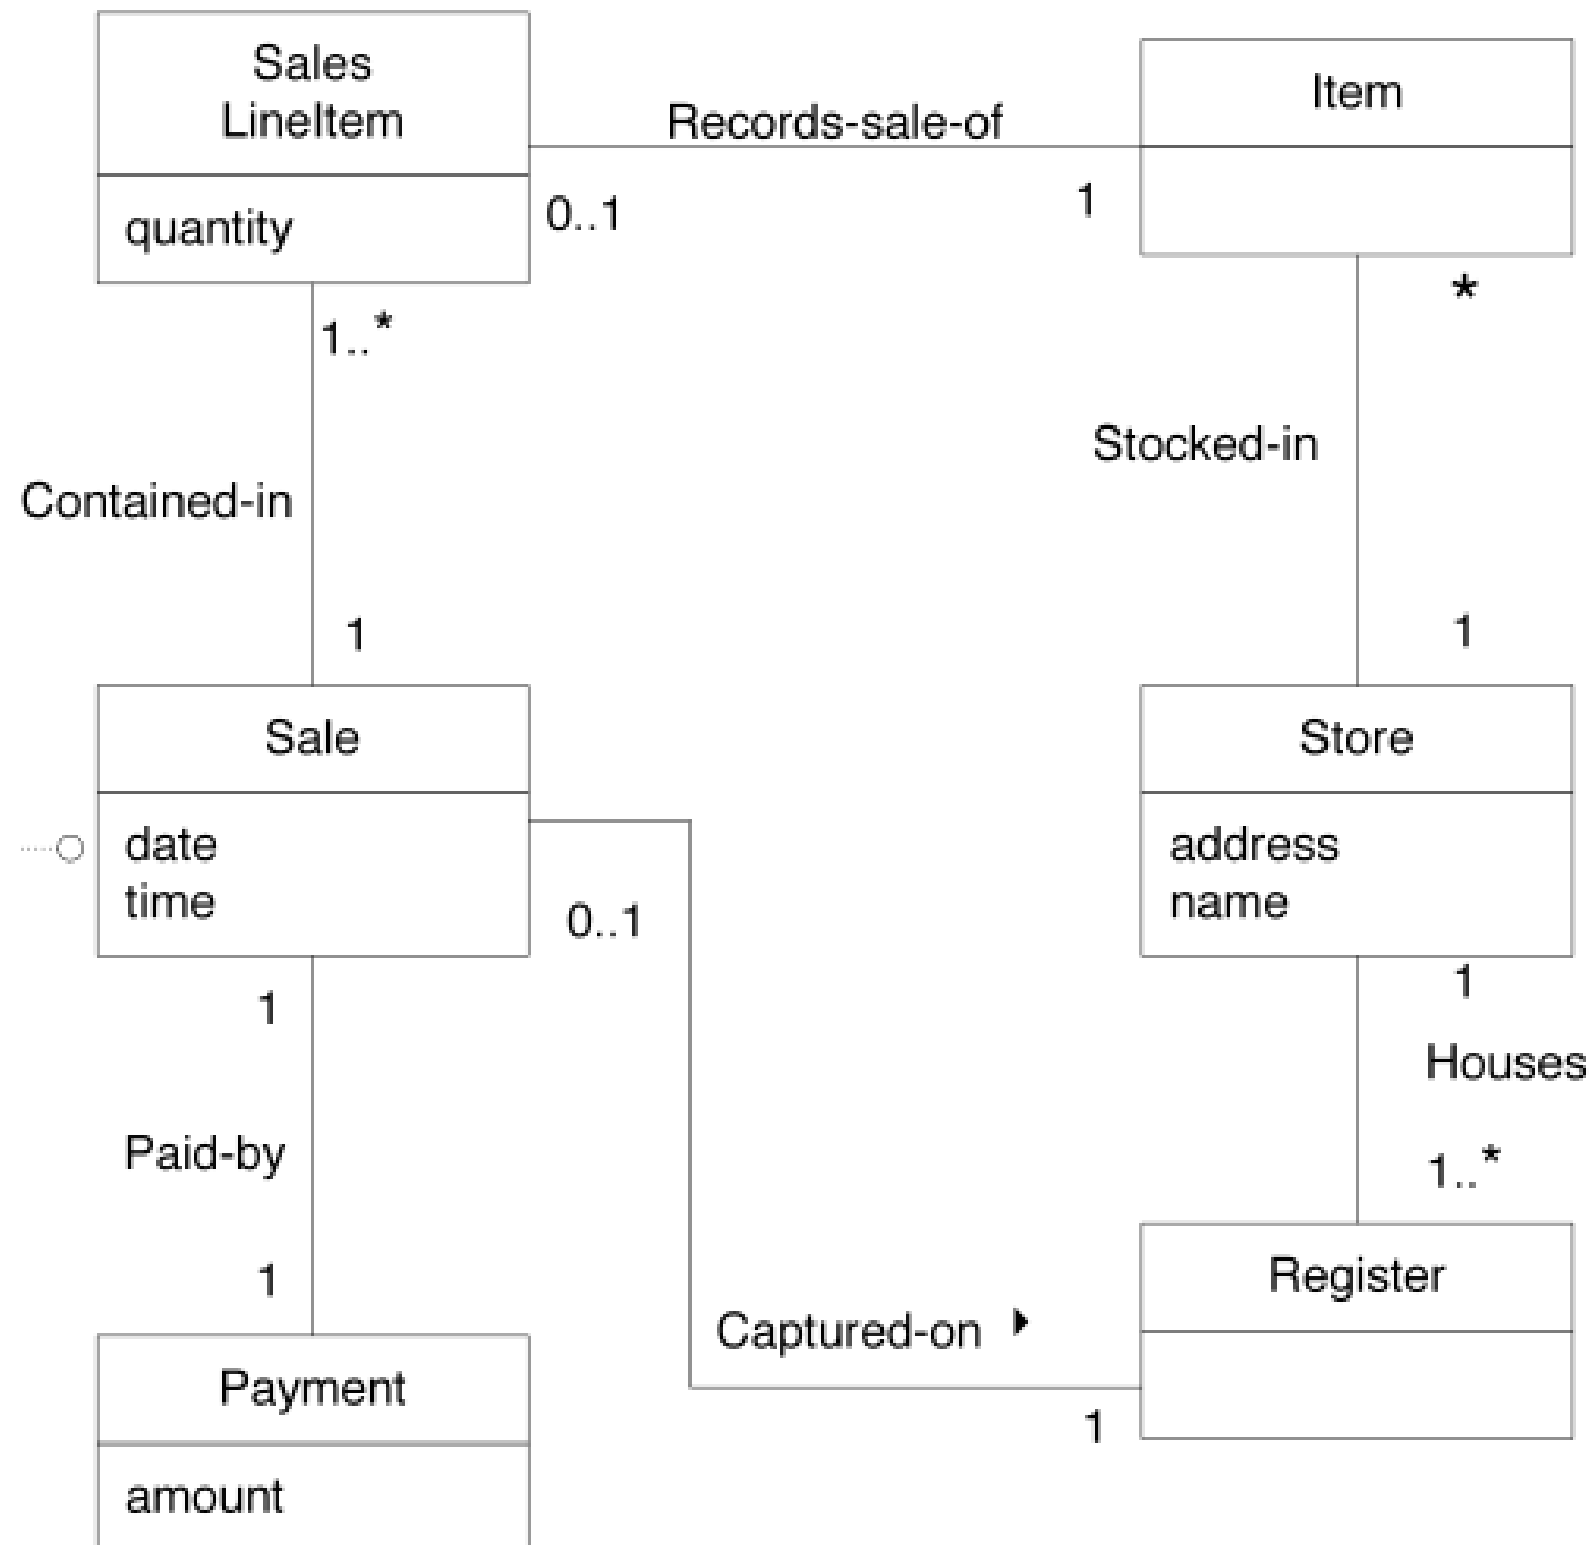 Sales
LineItem
quantity
Records-sale-of
0..1
1
Item
1..*
*
Contained-in
Stocked-in
1
1
Sale
date
time
0..1
Store
address
name
1
1
Houses
Paid-by
1..*
1
Captured-on
1
Register
Payment
amount